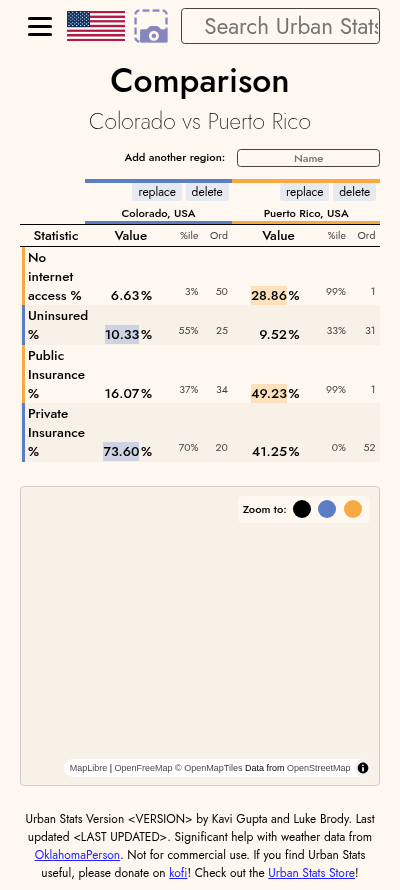 Search Urban Stats
Comparison
Colorado vs Puerto Rico
Add another region: Name
replace delete replace delete
Colorado, USA Puerto Rico, USA
Statistic Value %ile Ord Value %ile Ord
No
internet
access % 6.63% 3% 50 28.86% 99% 1
Uninsured
% 10.33% 55% 25 9.52% 33% 31
Public
Insurance
% 16.07% 37% 34 49.23% 99% 1
Private
Insurance
% 73.60% 70% 20 41.25% 0% 52
Zoom to:
MapLibre | OpenFreeMap © OpenMapTiles Data from OpenStreetMap
Urban Stats Version <VERSION> by Kavi Gupta and Luke Brody. Last
updated <LAST UPDATED>. Significant help with weather data from
OklahomaPerson. Not for commercial use. If you find Urban Stats
useful, please donate on kofi! Check out the Urban Stats Store!